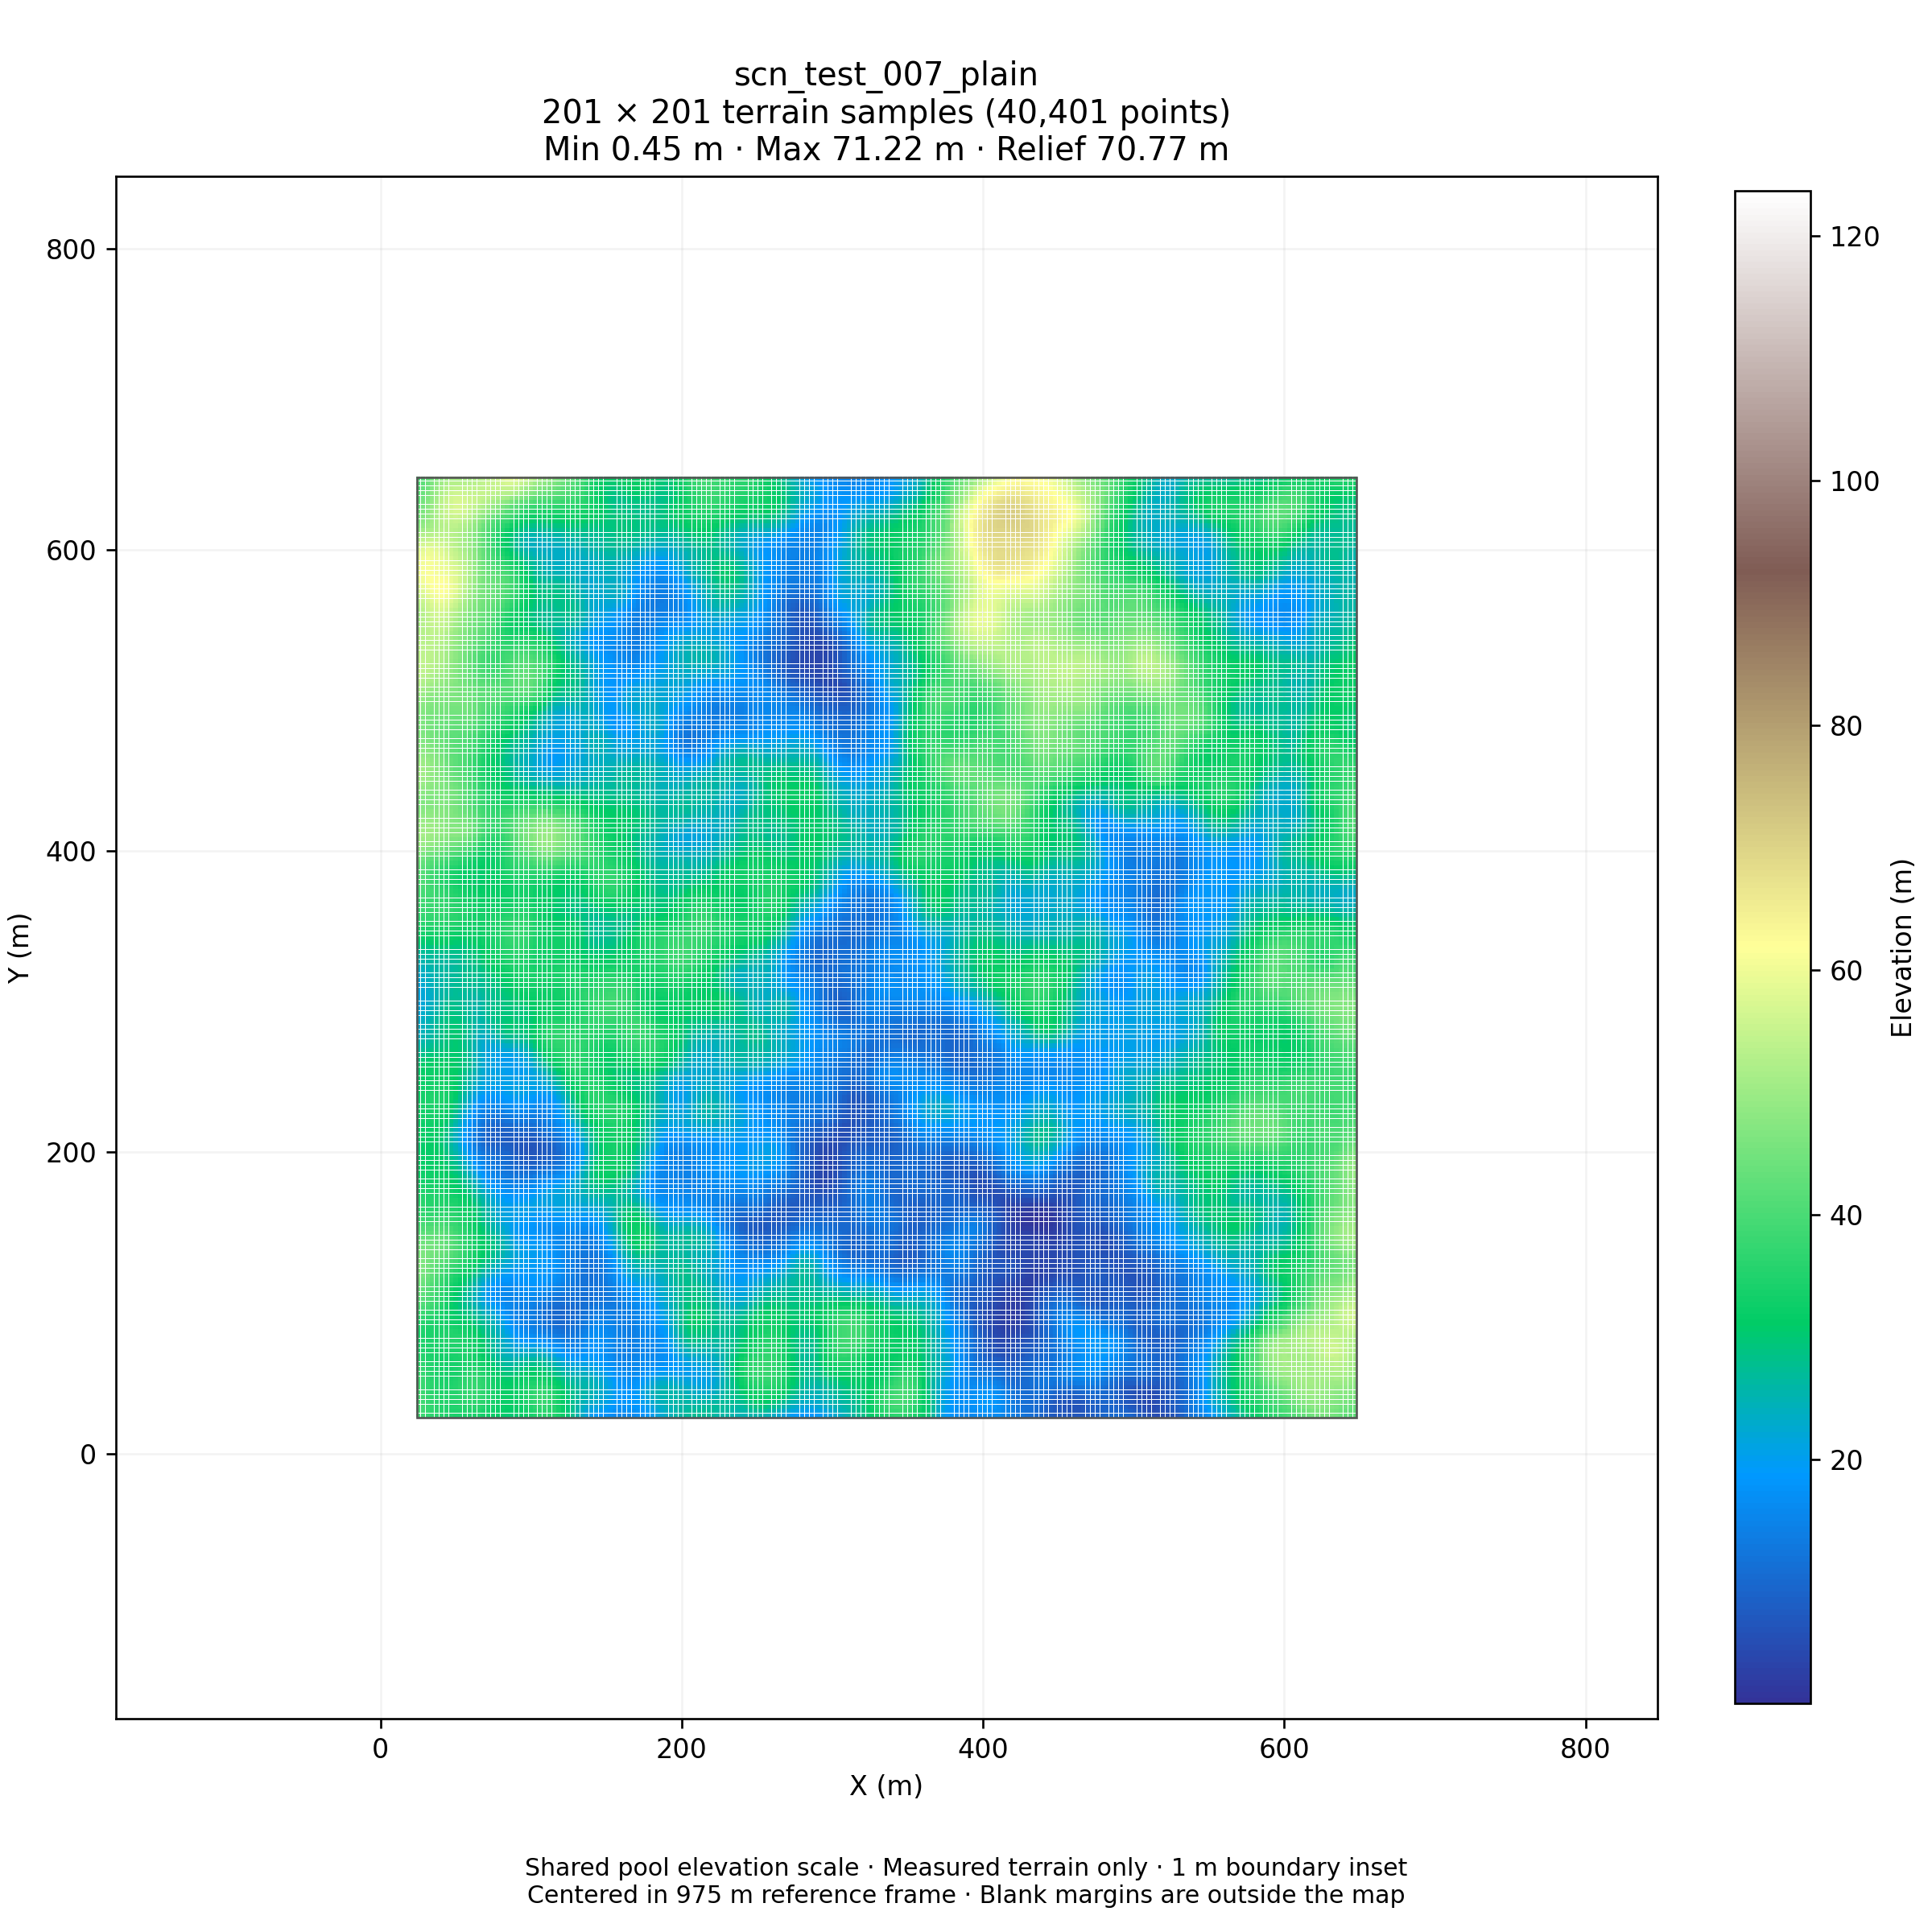 scn_test_007_plain
201 × 201 terrain samples (40,401 points)
Min 0.45 m · Max 71.22 m · Relief 70.77 m
800
600
400
200
0
Y (m)
0
200
400
600
800
X (m)
120
100
80
60
40
20
Elevation (m)
Shared pool elevation scale · Measured terrain only · 1 m boundary inset
Centered in 975 m reference frame · Blank margins are outside the map